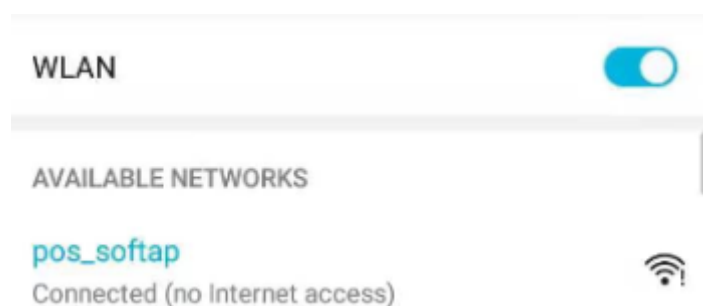 WLAN
AVAILABLE NETWORKS
pos_softap
Connected (no Internet access)